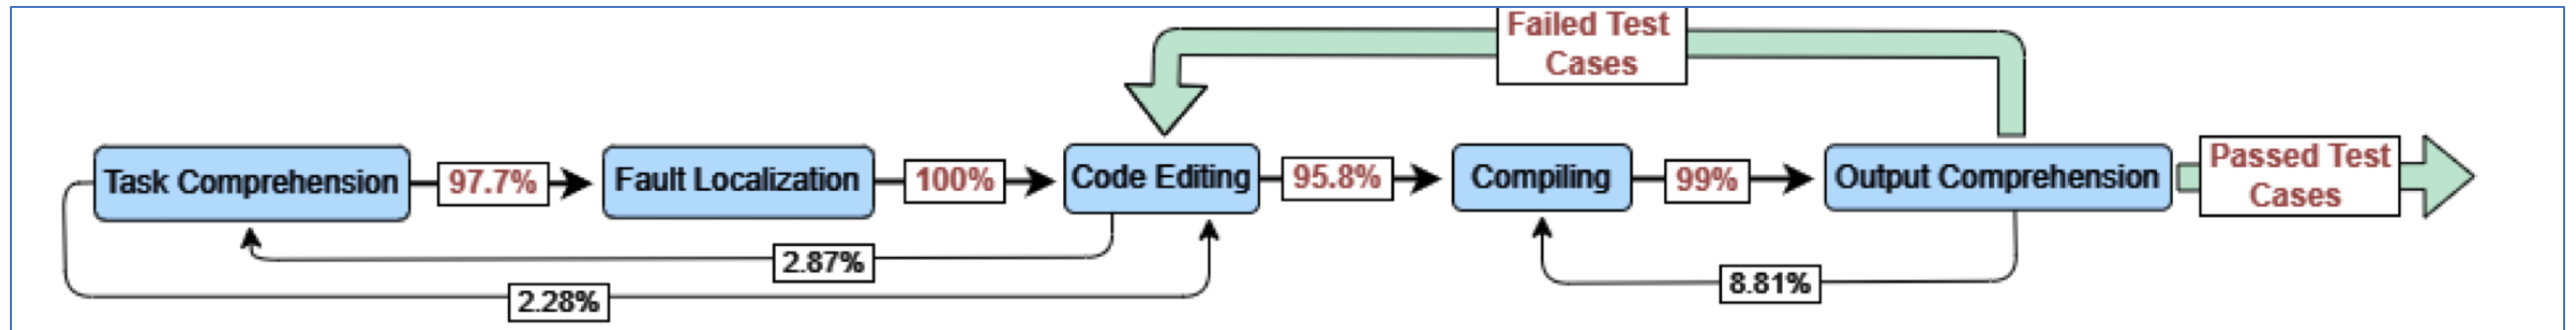 Failed Test
Cases
Task Comprehension
97.7%
Fault Localization
100%
Code Editing
95.8%
Compiling
99%
Output Comprehension
Passed Test
Cases
2.87%
2.28%
8.81%